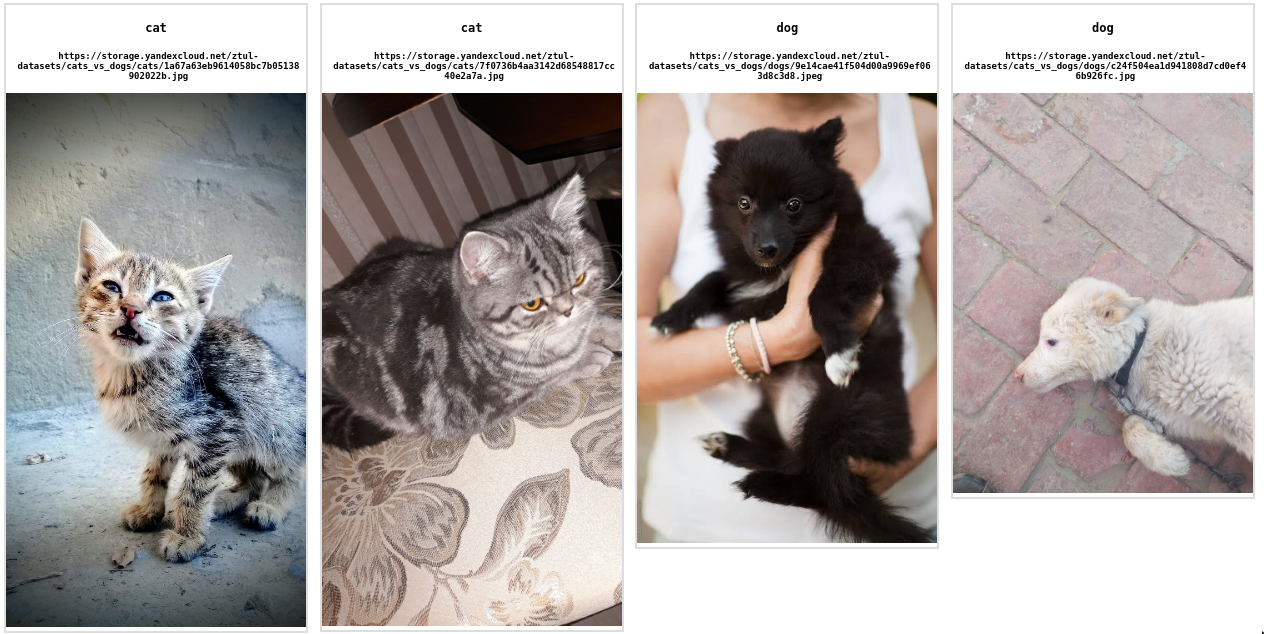 cat
https://storage.yandexcloud.net/ztul-
datasets/cats_vs_dogs/cats/1a67a63eb9614058bc7b05138
902022b.jpg
cat
https://storage.yandexcloud.net/ztul-
datasets/cats_vs_dogs/cats/7f0736b4aa3142d68548817cc
40e2a7a.jpg
dog
https://storage.yandexcloud.net/ztul-
datasets/cats_vs_dogs/dogs/9e14cae41f504d00a9969ef06
3d8c3d8.jpeg
dog
https://storage.yandexcloud.net/ztul-
datasets/cats_vs_dogs/dogs/c24f504ea1d941808d7cd0ef4
6b926fc.jpg